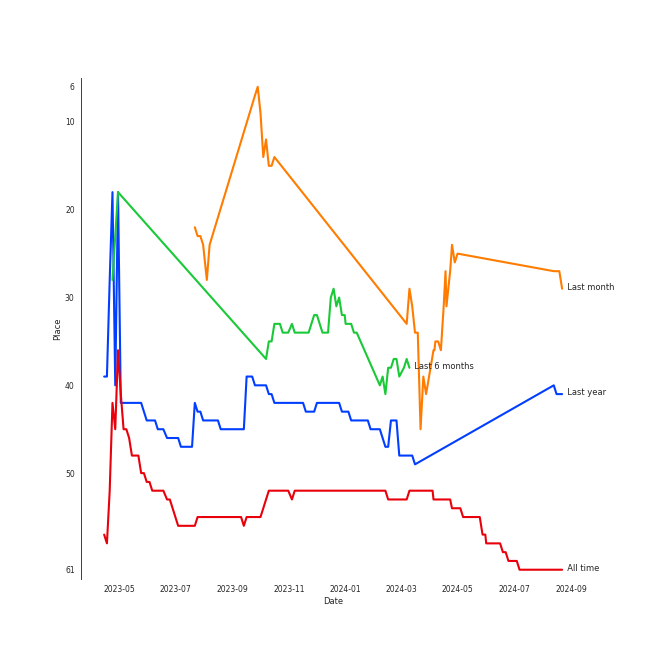 6
10
20
30
40
50
61
Place
Last month
Last 6 months
Last year
All time
2023-05 2023-07 2023-09 2023-11 2024-01 2024-03 2024-05 2024-07 2024-09
Date